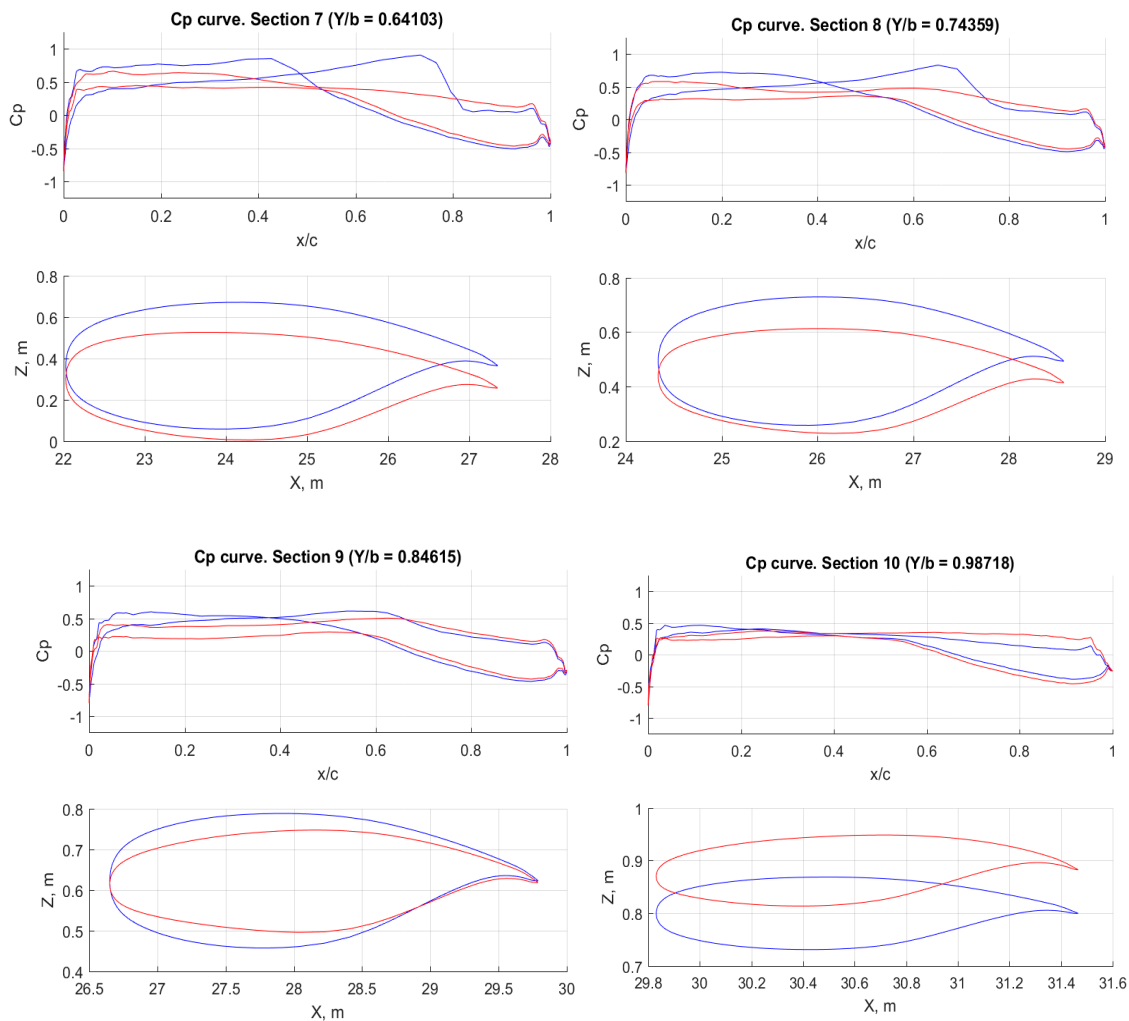 Cp curve. Section 7 (Y/b = 0.64103)
1
0.5
0
-0.5
-1
Cp
0 0.2 0.4 0.6 0.8 1
x/c
0.8
0.6
0.4
0.2
0
Z, m
22 23 24 25 26 27 28
X, m
Cp curve. Section 8 (Y/b = 0.74359)
1
0.5
0
-0.5
-1
Cp
0 0.2 0.4 0.6 0.8 1
x/c
0.8
0.6
0.4
0.2
Z, m
24 25 26 27 28 29
X, m
Cp curve. Section 9 (Y/b = 0.84615)
1
0.5
0
-0.5
-1
Cp
0 0.2 0.4 0.6 0.8 1
x/c
0.8
0.7
0.6
0.5
0.4
Z, m
26.5 27 27.5 28 28.5 29 29.5 30
X, m
Cp curve. Section 10 (Y/b = 0.98718)
1
0.5
0
-0.5
-1
Cp
0 0.2 0.4 0.6 0.8 1
x/c
1
0.9
0.8
0.7
Z, m
29.8 30 30.2 30.4 30.6 30.8 31 31.2 31.4 31.6
X, m